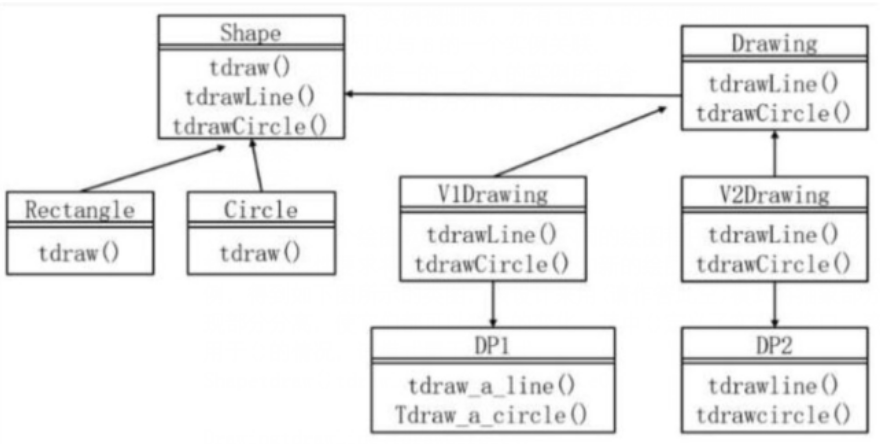 Shape
tdraw()
tdrawLine()
tdrawCircle()
Drawing
tdrawLine()
tdrawCircle()
Rectangle
tdraw()
Circle
tdraw()
V1Drawing
tdrawLine()
tdrawCircle()
V2Drawing
tdrawLine()
tdrawCircle()
DP1
tdraw_a_line()
Tdraw_a_circle()
DP2
tdrawline()
tdrawcircle()